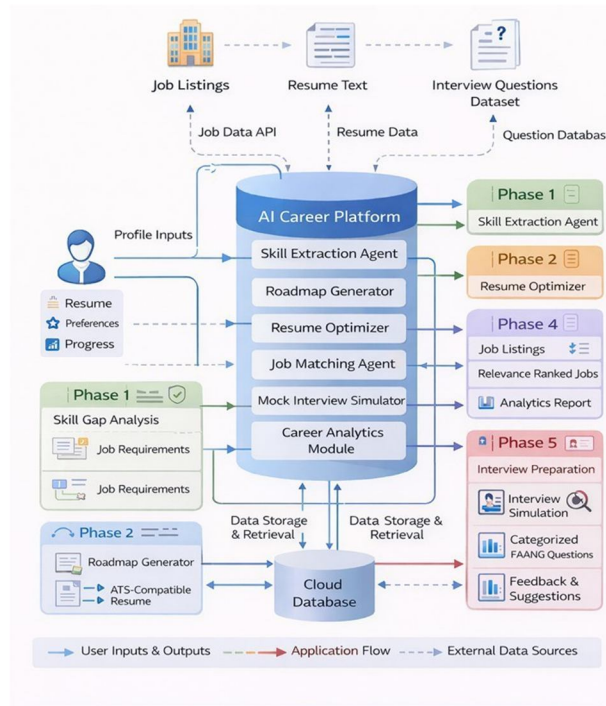 Job Listings
Resume Text
Interview Questions
Dataset
?
Job Data API
Resume Data
Question Databas
AI Career Platform
Skill Extraction Agent
Roadmap Generator
Resume Optimizer
Job Matching Agent
Mock Interview Simulator
Career Analytics
Module
Profile Inputs
Resume
Preferences
Progress
Phase 1
Skill Gap Analysis
Job Requirements
Job Requirements
Phase 2
Roadmap Generator
ATS-Compatible
Resume
Phase 1
Skill Extraction Agent
Phase 2
Resume Optimizer
Phase 4
Job Listings
Relevance Ranked Jobs
Analytics Report
Phase 5
Interview Preparation
Interview
Simulation
Categorized
FAANG Questions
Feedback &
Suggestions
Data Storage
& Retrieval
Data Storage &
Retrieval
Cloud
Database
User Inputs & Outputs
Application Flow
External Data Sources